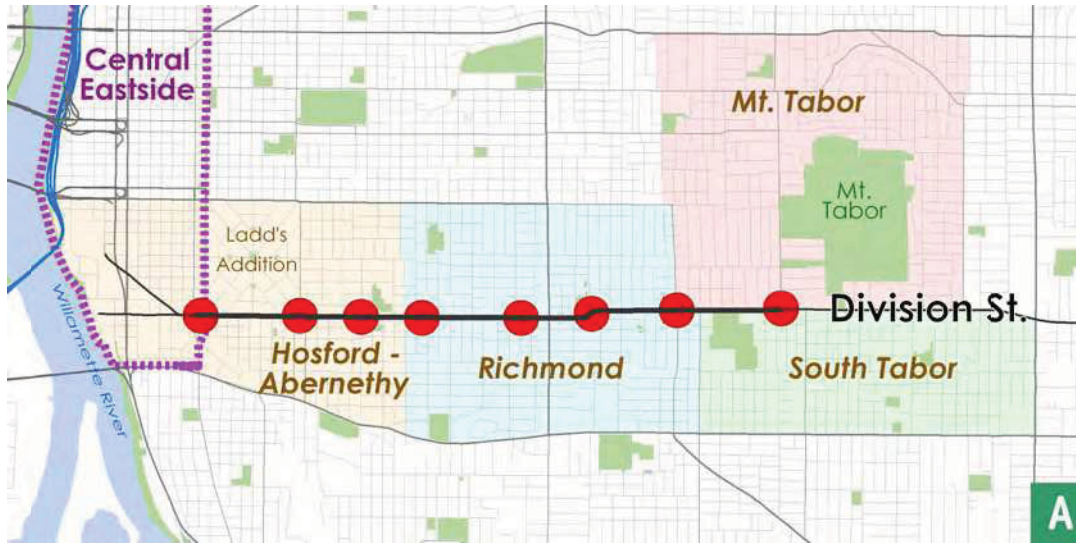 Central
Eastside
Mt. Tabor
Mt.
Tabor
Ladd's
Addition
Willamette River
Division St.
Hosford -
Abernethy
Richmond
South Tabor
A